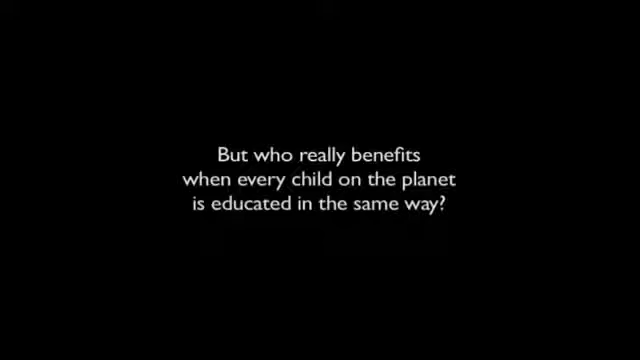 But who really benefits
when every child on the planet
is educated in the same way?